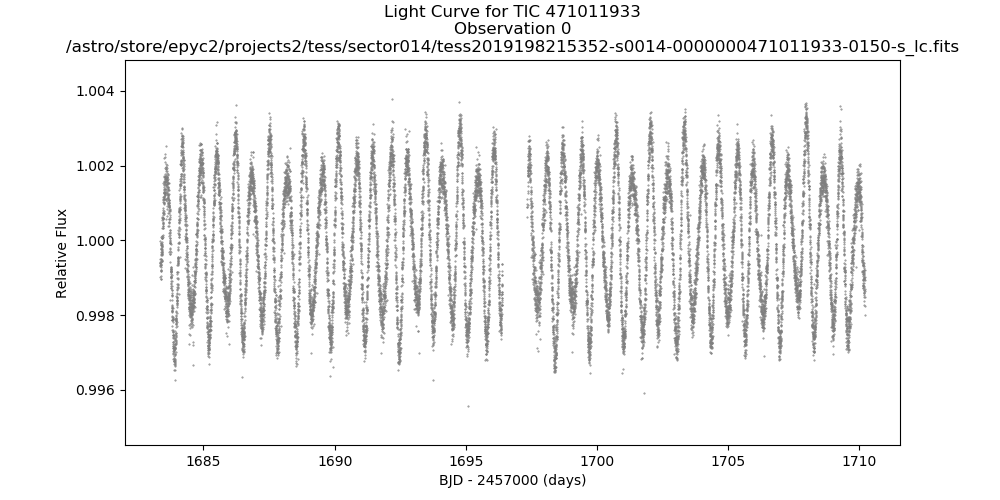 Light Curve for TIC 471011933
Observation 0
/astro/store/epyc2/projects2/tess/sector014/tess2019198215352-s0014-0000000471011933-0150-s_lc.fits
1.004
1.002
1.000
0.998
0.996
Relative Flux
1685
1690
1695
1700
1705
1710
BJD - 2457000 (days)